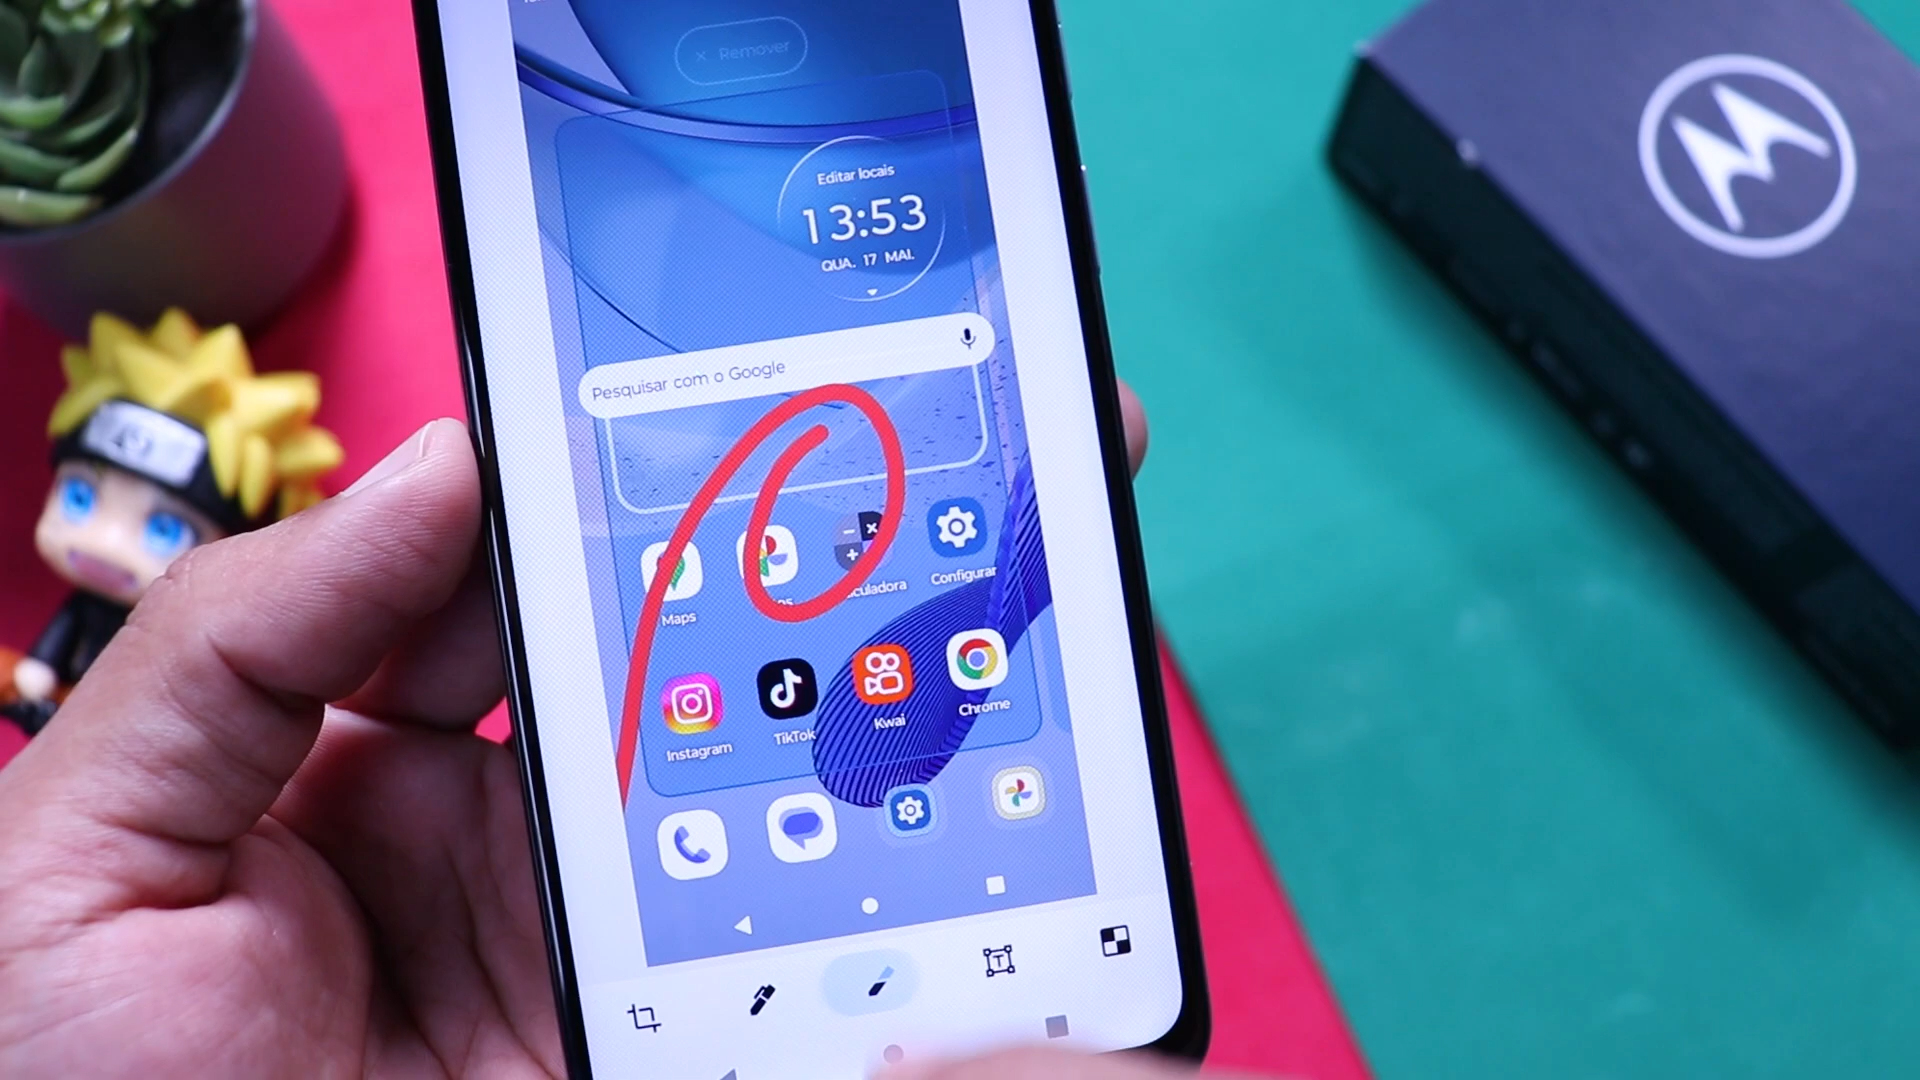 × Remover
Editar locais
13:53
QUA. 17 MAI.
Pesquisar com o Google
Maps
Configurar
Instagram
TikTok
Kwai
Chrome
T